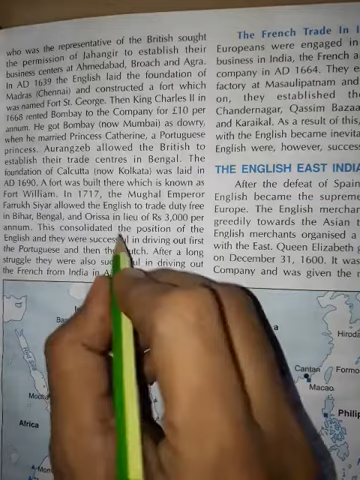 who was the representative of the British sought
the permission of Jahangir to establish their
business centers at Ahmedabad, Broach and Agra.
In AD 1639 the English laid the foundation of
Madras (Chennai) and constructed a fort which
was named Fort St. George. Then King Charles II in
1668 rented Bombay to the Company for £10 per
annum. He got Bombay (now Mumbai) as dowry,
when he married Princess Catherine, a Portuguese
princess. Aurangzeb allowed the British to
establish their trade centres in Bengal. The
foundation of Calcutta (now Kolkata) was laid in
AD 1690. A fort was built there which is known as
Fort William. In 1717, the Mughal Emperor
Farrukh Siyar allowed the English to trade duty free
in Bihar, Bengal, and Orissa in lieu of Rs 3,000 per
annum. This consolidated the position of the
English and they were in driving out first
the Portuguese and then the After a long
struggle they were also in driving out
the French from India in
The French Trade In
Europeans were engaged in
business in India, the French a
company in AD 1664. They e
factory at Masaulipatnam and
on, they established the
Chandernagar, Qassim Bazaa
and Karaikal. As a result of this,
with the English became inevita
English were, however, success
THE ENGLISH EAST INDIA
After the defeat of Spain
English became the supreme
Europe. The English merchan
greedily towards the Asian t
English merchants organised a
with the East. Queen Elizabeth
on December 31, 1600. It was
Company and was given the r
a
Hiroda
Cantan
Formo
Macao
Philip
Africa